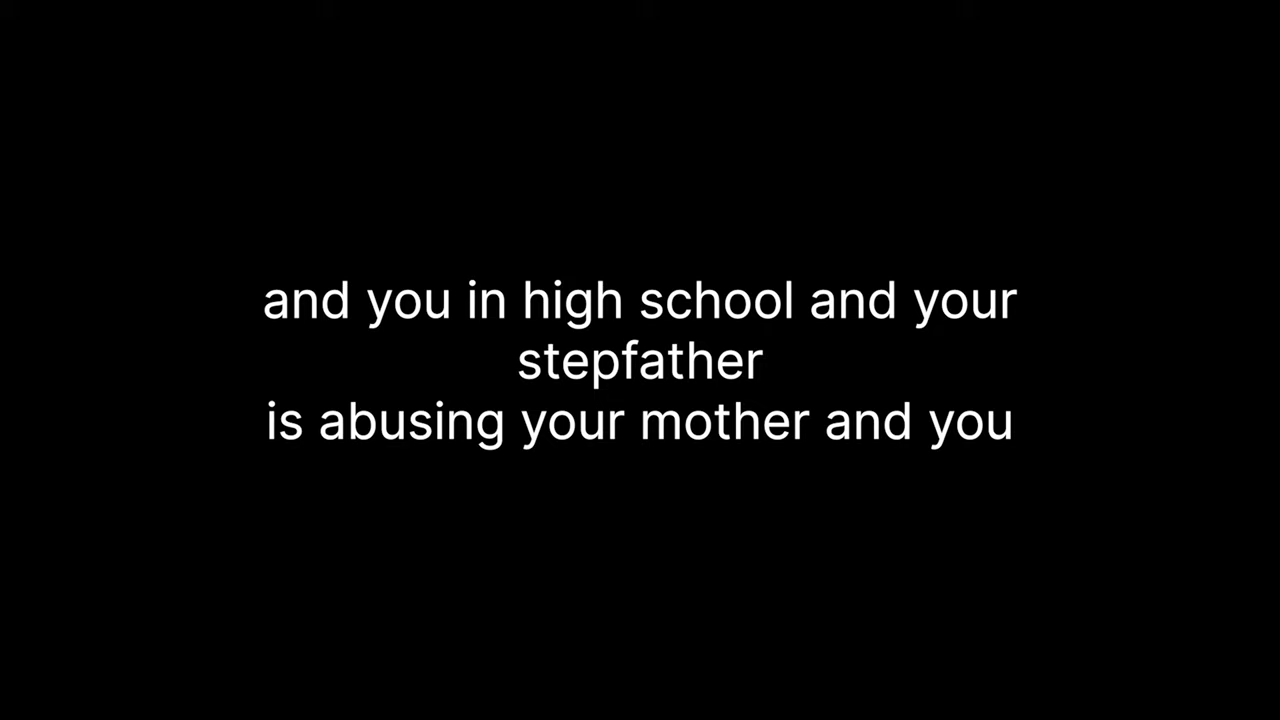 and you in high school and your
stepfather
is abusing your mother and you